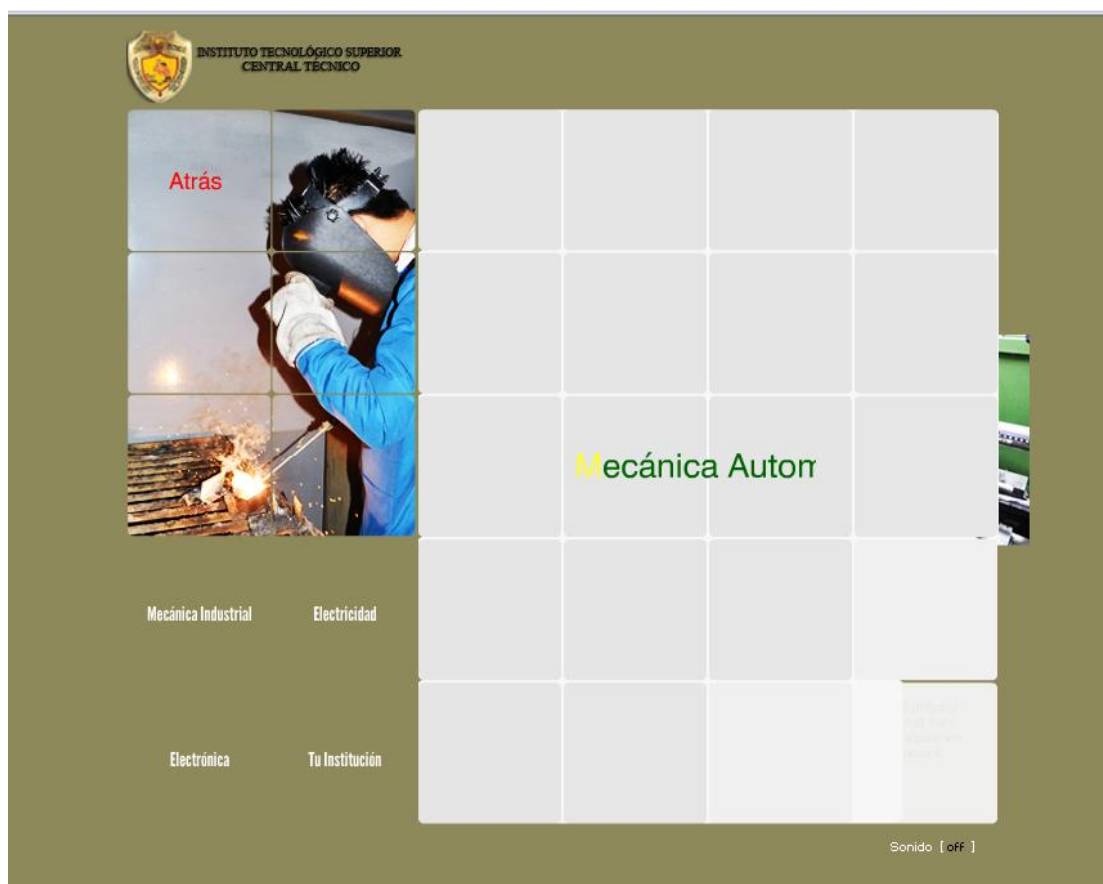 INSTITUTO TECNOLÓGICO SUPERIOR
CENTRAL TÉCNICO
Atrás
Mecánica Autom
Mecánica Industrial
Electricidad
Electrónica
Tu Institución
Sonido [ off ]